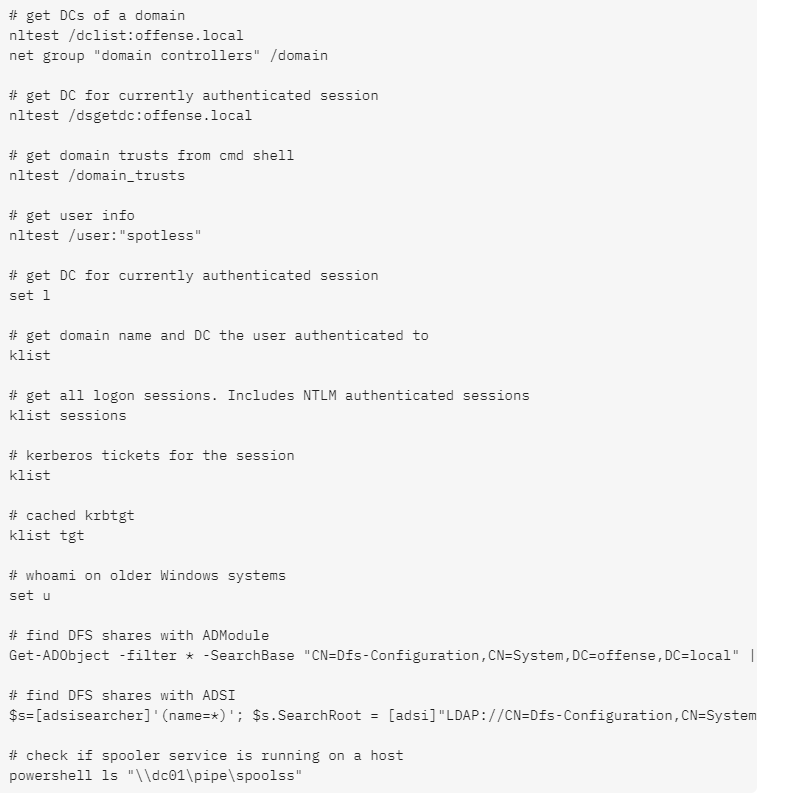 # get DCs of a domain
nltest /dclist:offense.local
net group "domain controllers" /domain
# get DC for currently authenticated session
nltest /dsgetdc:offense.local
# get domain trusts from cmd shell
nltest /domain_trusts
# get user info
nltest /user:"spotless"
# get DC for currently authenticated session
set l
# get domain name and DC the user authenticated to
klist
# get all logon sessions. Includes NTLM authenticated sessions
klist sessions
# kerberos tickets for the session
klist
# cached krbtgt
klist tgt
# whoami on older Windows systems
set u
# find DFS shares with ADModule
Get-ADObject -filter * -SearchBase "CN=Dfs-Configuration,CN=System,DC=offense,DC=local" |
# find DFS shares with ADSI
$s=[adsisearcher]'(name=*)'; $s.SearchRoot = [adsi]"LDAP://CN=Dfs-Configuration,CN=System
# check if spooler service is running on a host
powershell ls "\\dc01\pipe\spoolss"